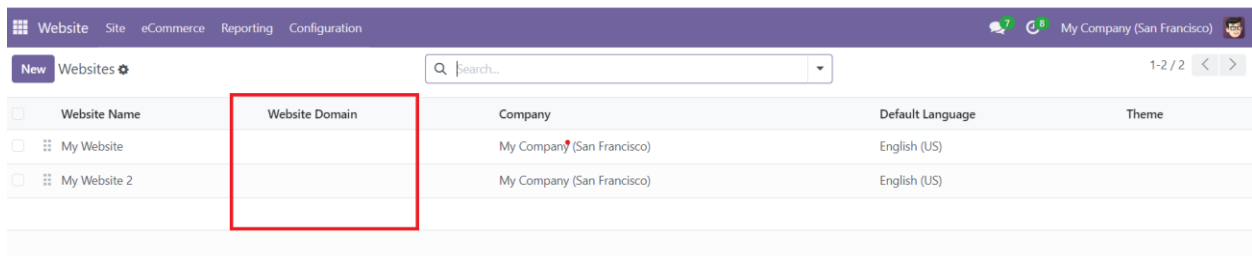 Website Site eCommerce Reporting Configuration 7 8 My Company (San Francisco)
New Websites Search... 1-2 / 2
Website Name Website Domain Company Default Language Theme
My Website My Company (San Francisco) English (US)
My Website 2 My Company (San Francisco) English (US)